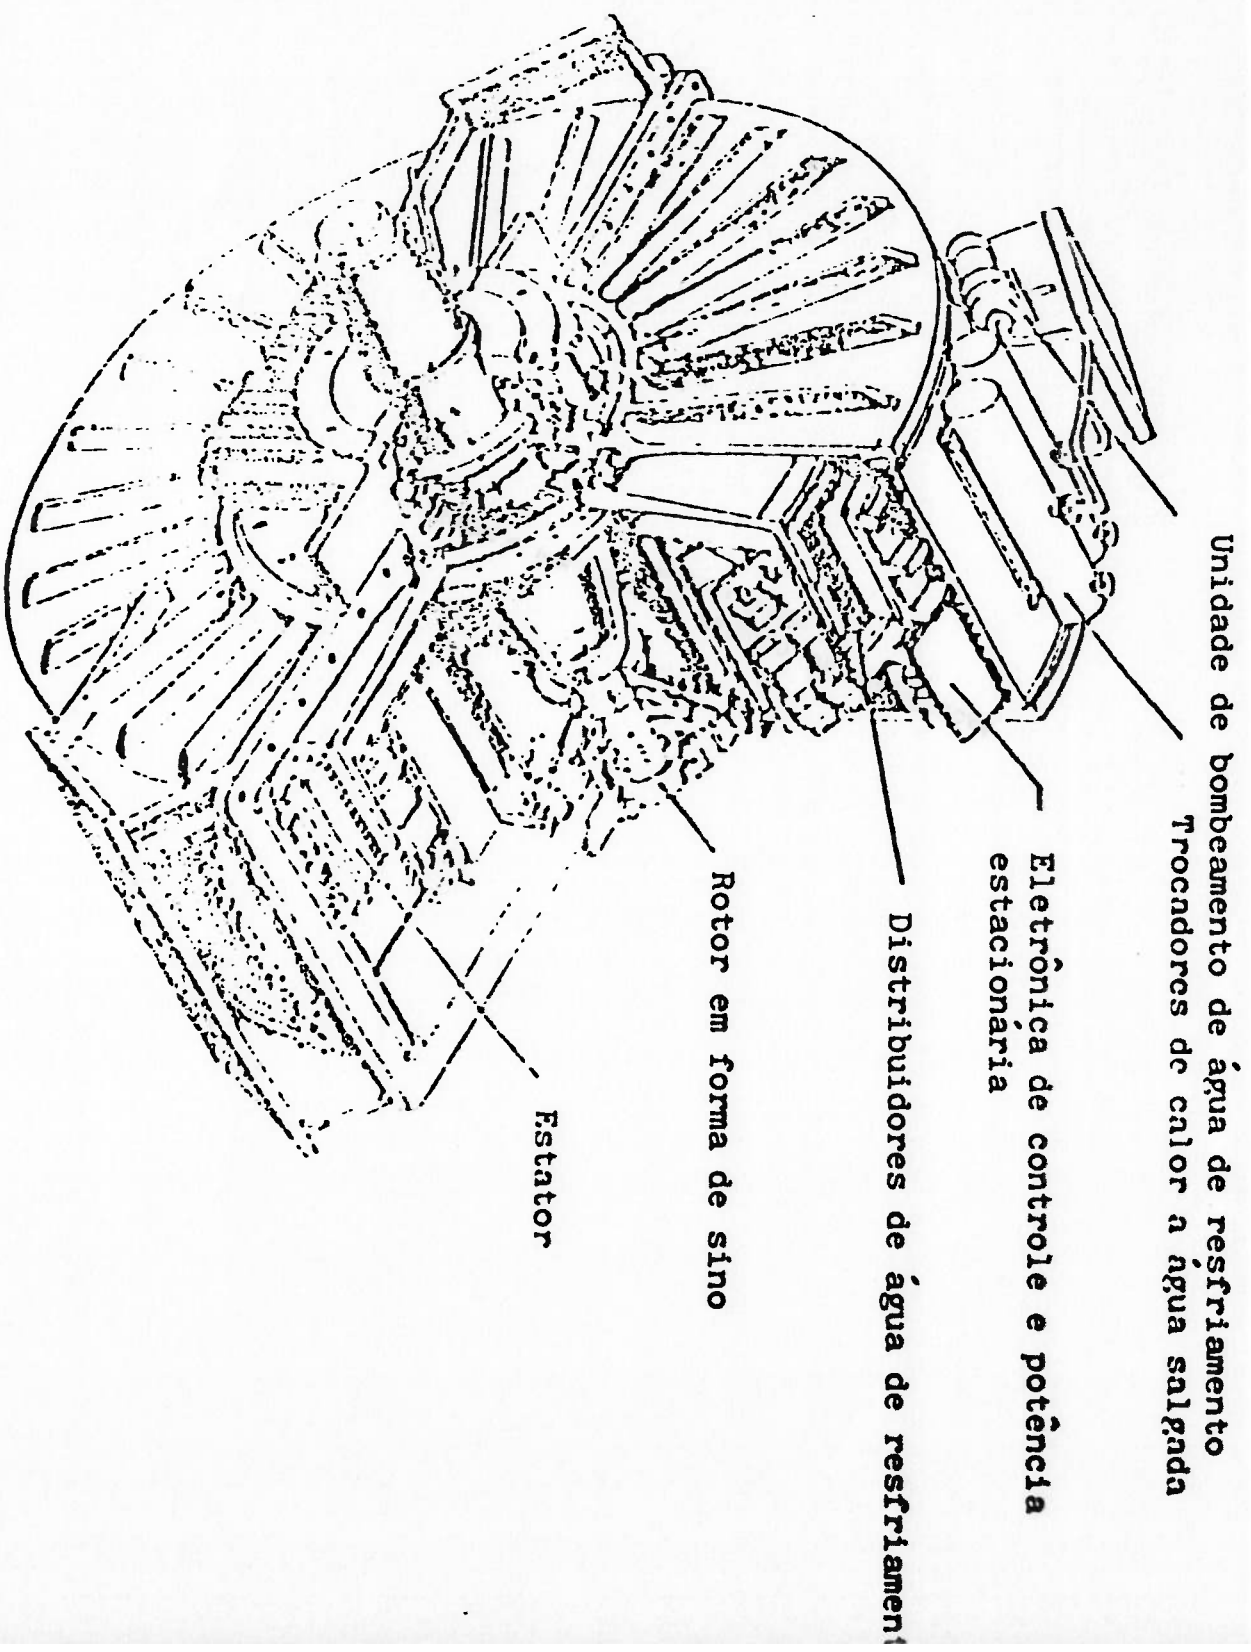 Unidade de bombeamento de água de resfriamento
Trocadores de calor a água salgada
Eletrônica de controle e potência
estacionária
Distribuidores de água de resfriament
Rotor em forma de sino
Estator